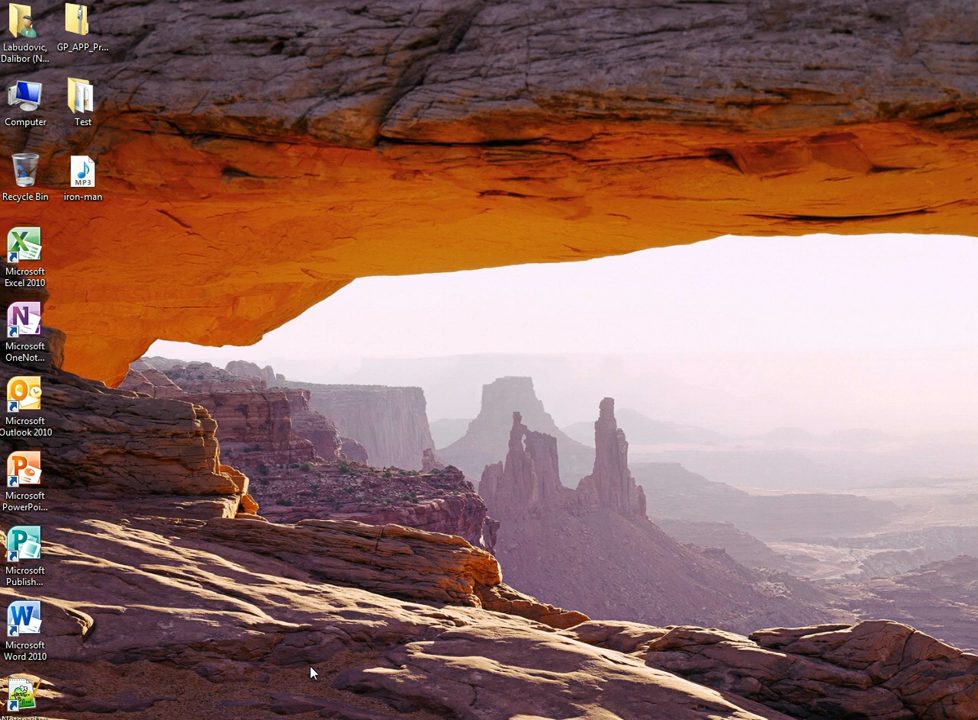 Labudovic,
Dalibor (N...
GP_APP_Pr...
Computer
Test
Recycle Bin
MP3
iron-man
Microsoft
Excel 2010
Microsoft
OneNot...
Microsoft
Outlook 2010
Microsoft
PowerPoi...
Microsoft
Publish...
Microsoft
Word 2010